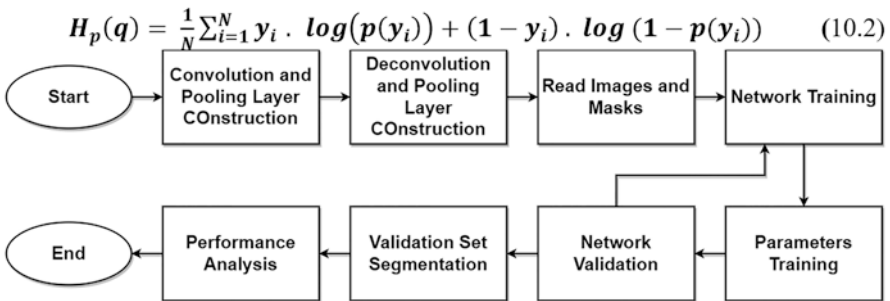 H_p(q) = 1/N ∑_{i=1}^{N} y_i . log(p(y_i)) + (1 − y_i) . log (1 − p(y_i)) (10.2)
Start
Convolution and
Pooling Layer
COnstruction
Deconvolution
and Pooling
Layer
COnstruction
Read Images and
Masks
Network Training
Parameters
Training
Network
Validation
Validation Set
Segmentation
Performance
Analysis
End